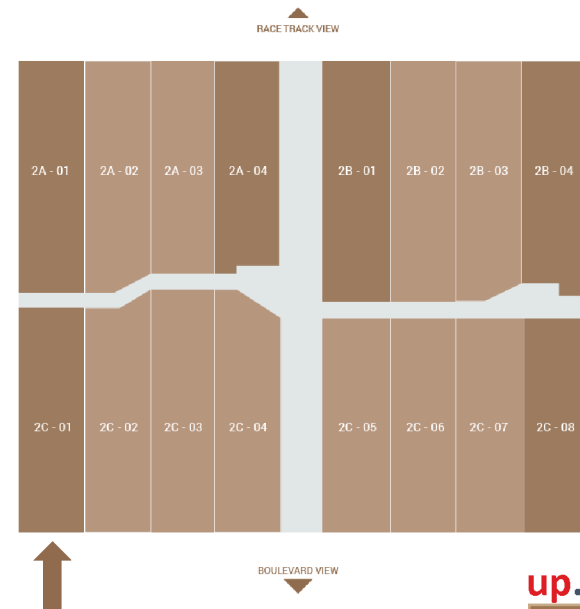 RACE TRACK VIEW
2A - 01 2A - 02 2A - 03 2A - 04 2B - 01 2B - 02 2B - 03 2B - 04
2C - 01 2C - 02 2C - 03 2C - 04 2C - 05 2C - 06 2C - 07 2C - 08
BOULEVARD VIEW
up.